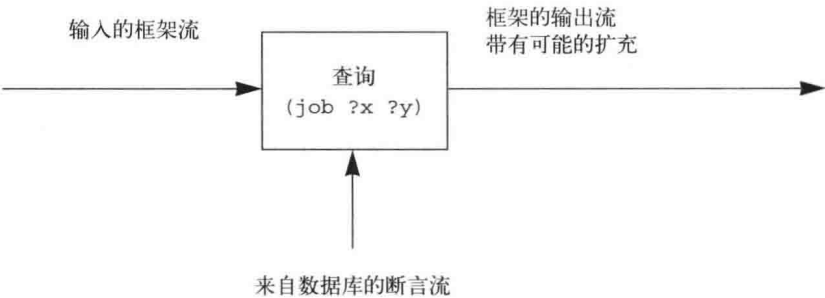 输入的框架流
框架的输出流
带有可能的扩充
查询
(job ?x ?y)
来自数据库的断言流